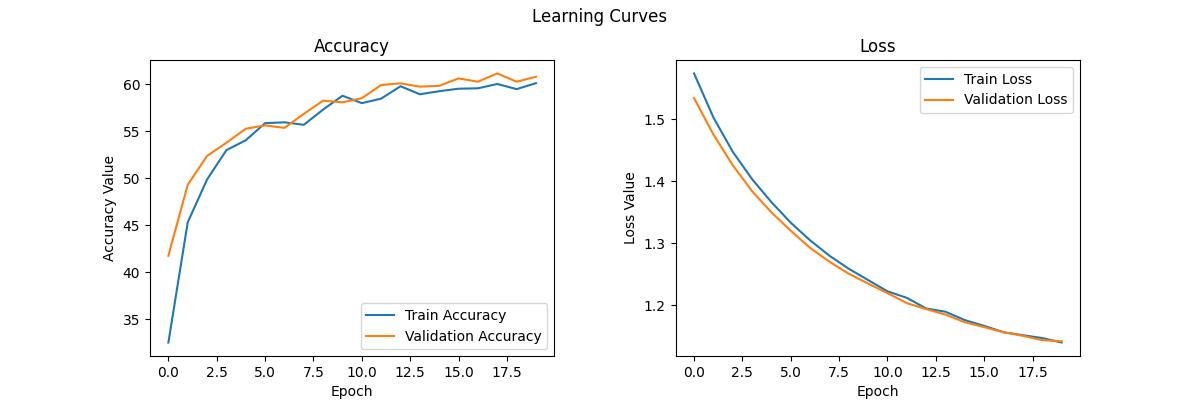 Learning Curves
Accuracy
Accuracy Value
60
55
50
45
40
35
Train Accuracy
Validation Accuracy
0.0 2.5 5.0 7.5 10.0 12.5 15.0 17.5
Epoch
Loss
Loss Value
1.5
1.4
1.3
1.2
Train Loss
Validation Loss
0.0 2.5 5.0 7.5 10.0 12.5 15.0 17.5
Epoch